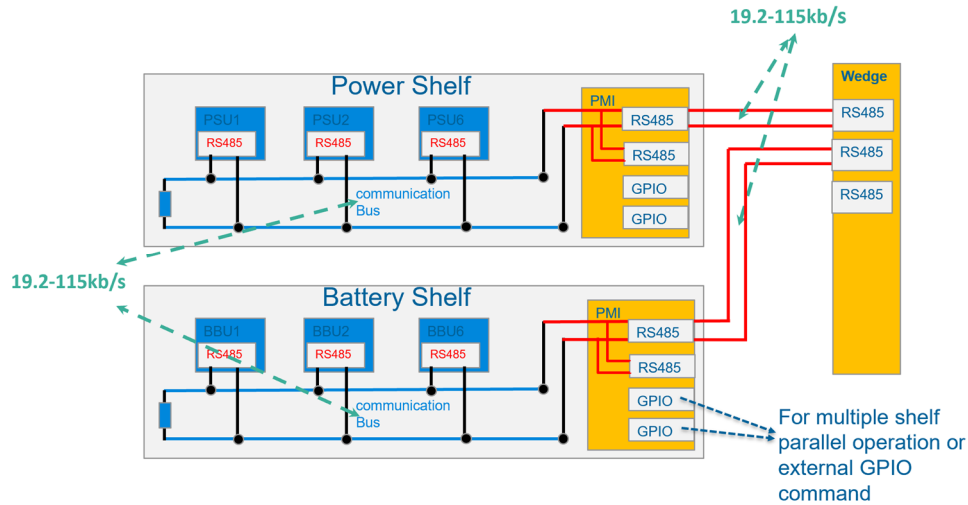 19.2-115kb/s
Power Shelf
Wedge
PSU1
PSU2
PSU6
RS485
RS485
RS485
PMI
RS485
RS485
GPIO
GPIO
RS485
RS485
RS485
communication
Bus
19.2-115kb/s
Battery Shelf
BBU1
BBU2
BBU6
RS485
RS485
RS485
PMI
RS485
RS485
GPIO
GPIO
communication
Bus
For multiple shelf
parallel operation or
external GPIO
command